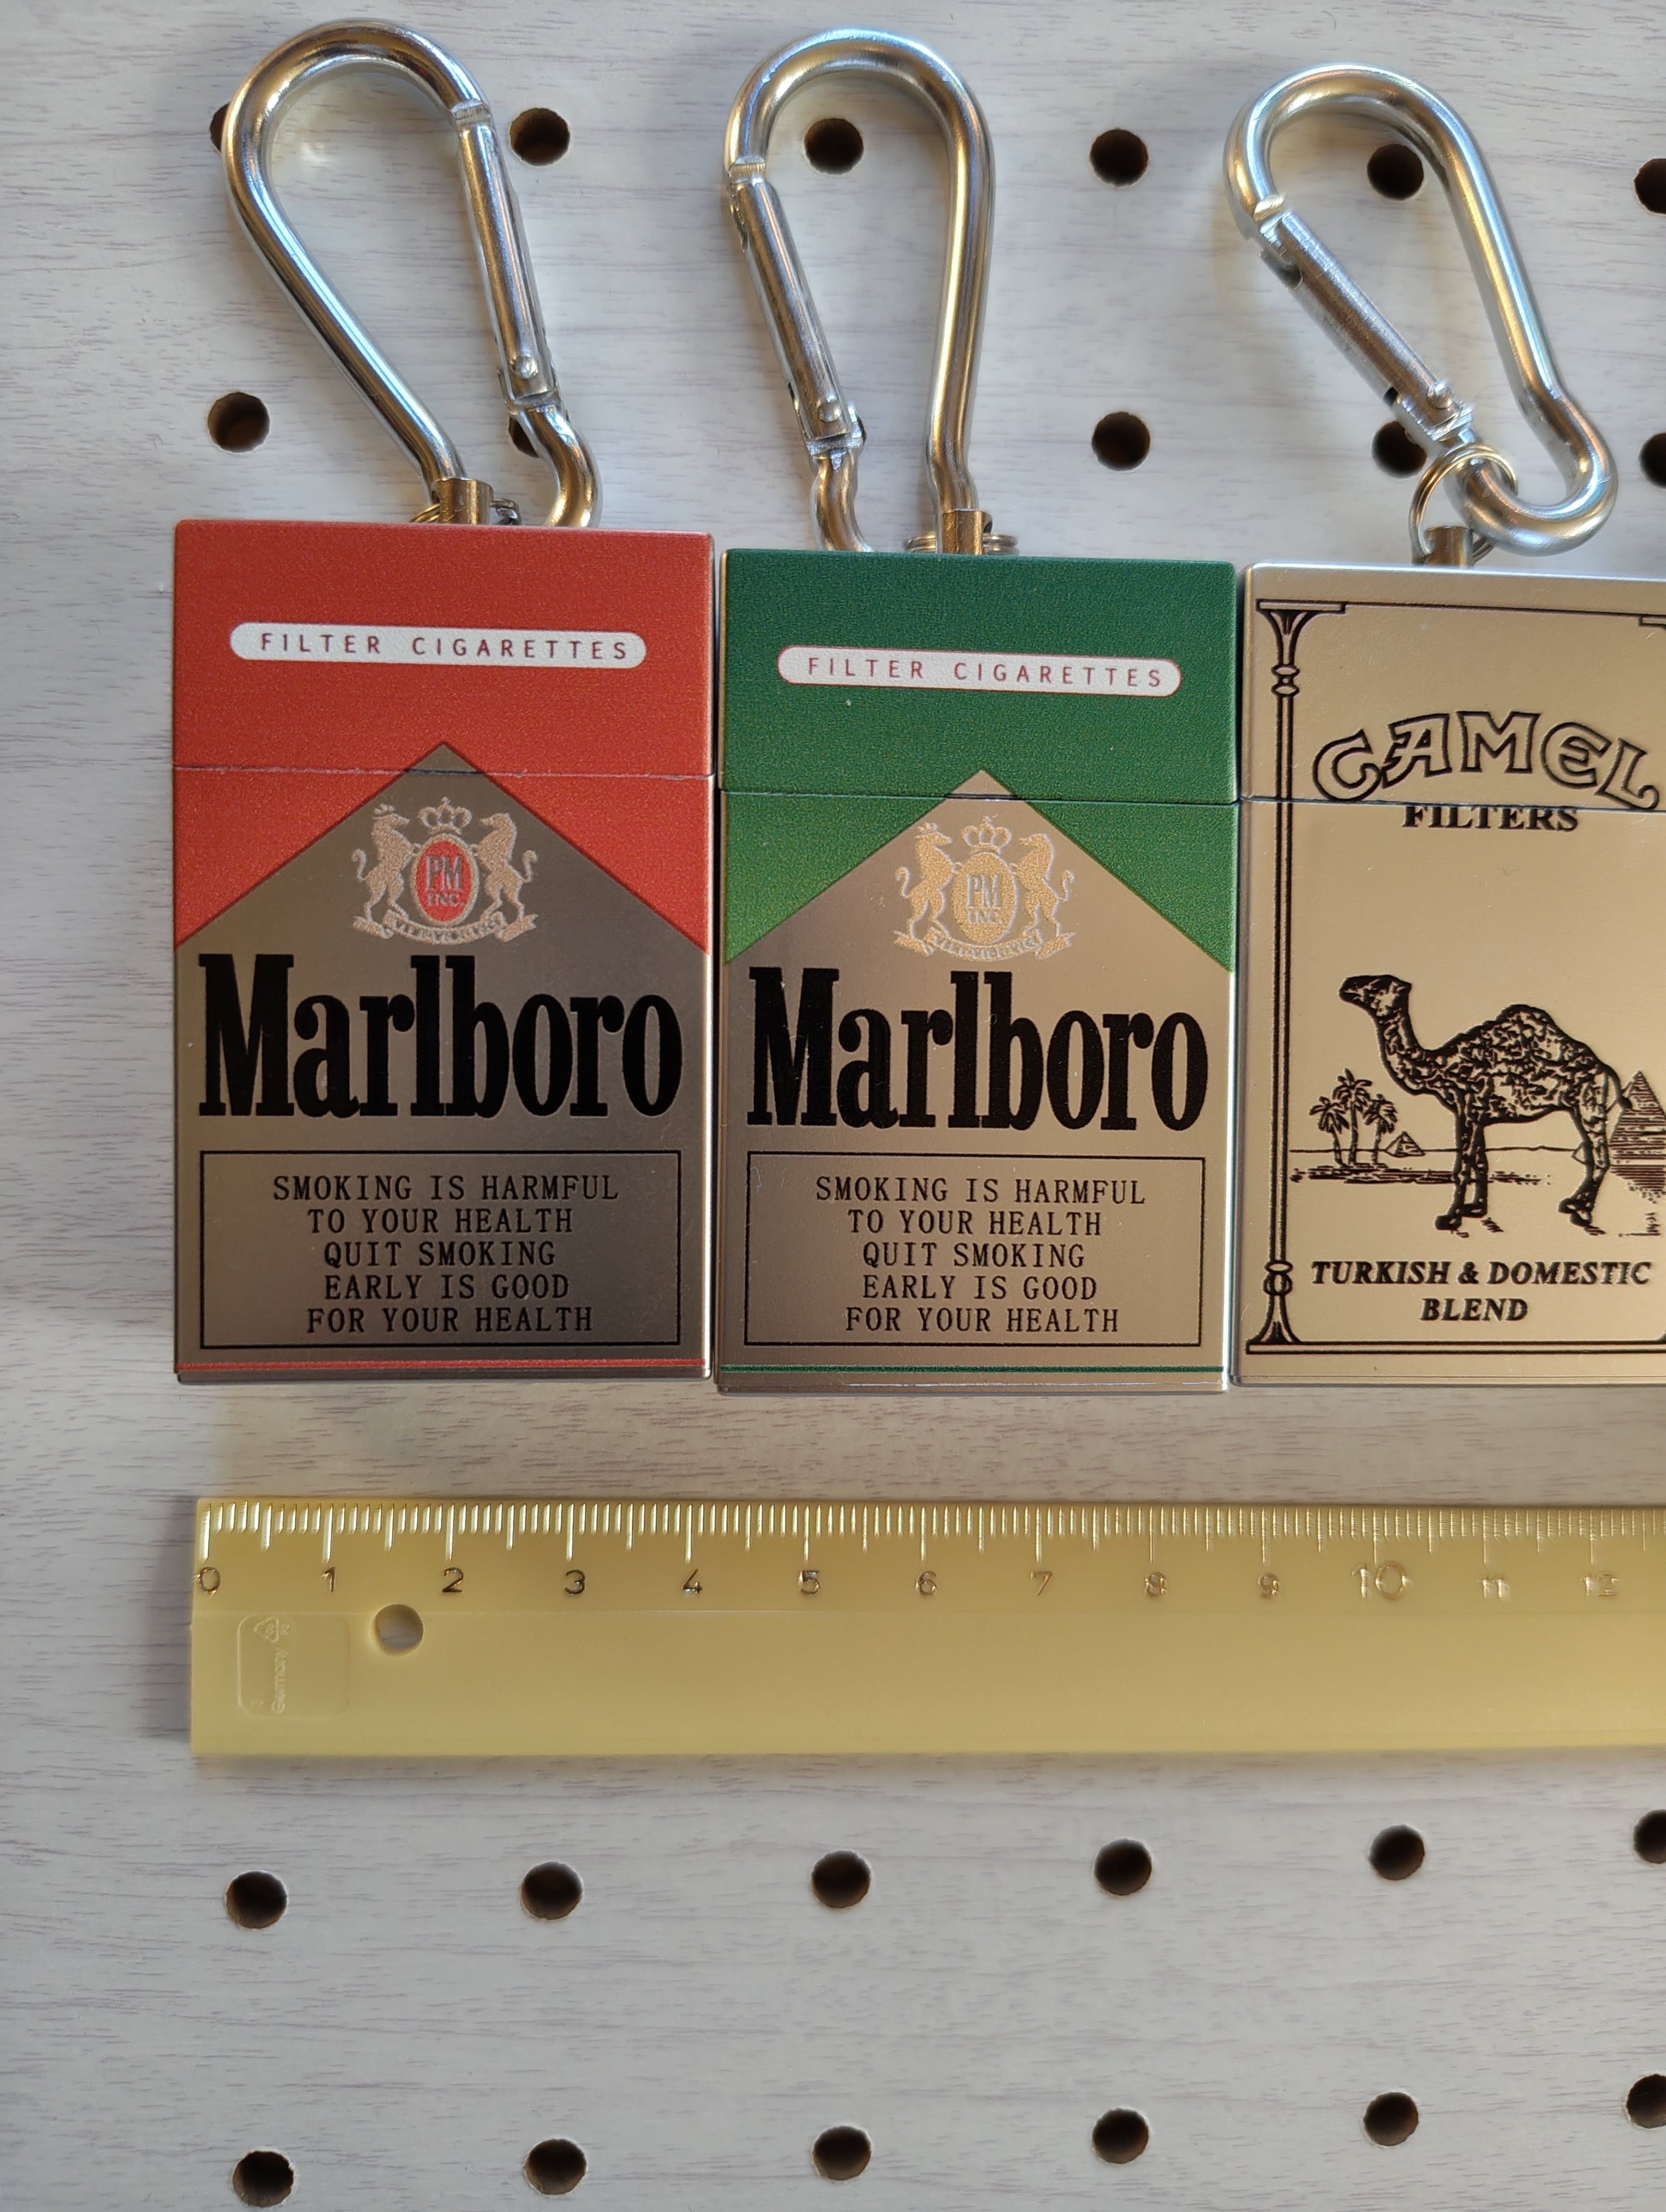 FILTER CIGARETTES
PM
INC.
Marlboro
SMOKING IS HARMFUL
TO YOUR HEALTH
QUIT SMOKING
EARLY IS GOOD
FOR YOUR HEALTH
FILTER CIGARETTES
PM
INC.
Marlboro
SMOKING IS HARMFUL
TO YOUR HEALTH
QUIT SMOKING
EARLY IS GOOD
FOR YOUR HEALTH
CAMEL
FILTERS
TURKISH & DOMESTIC
BLEND
0 1 2 3 4 5 6 7 8 9 10 11 12
Germany